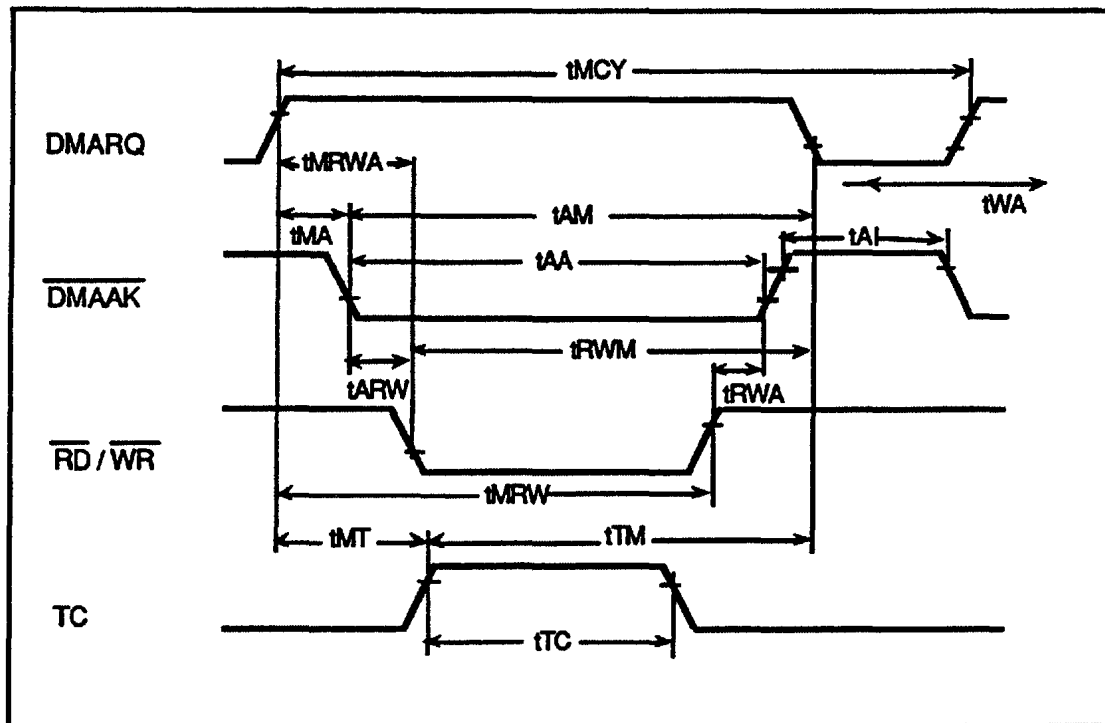 tMCY
DMARQ
tMRWA
tWA
tMA
tAM
tAI
tAA
DMAAK
tRWM
tARW
tRWA
RD / WR
tMRW
tMT
tTM
TC
tTC